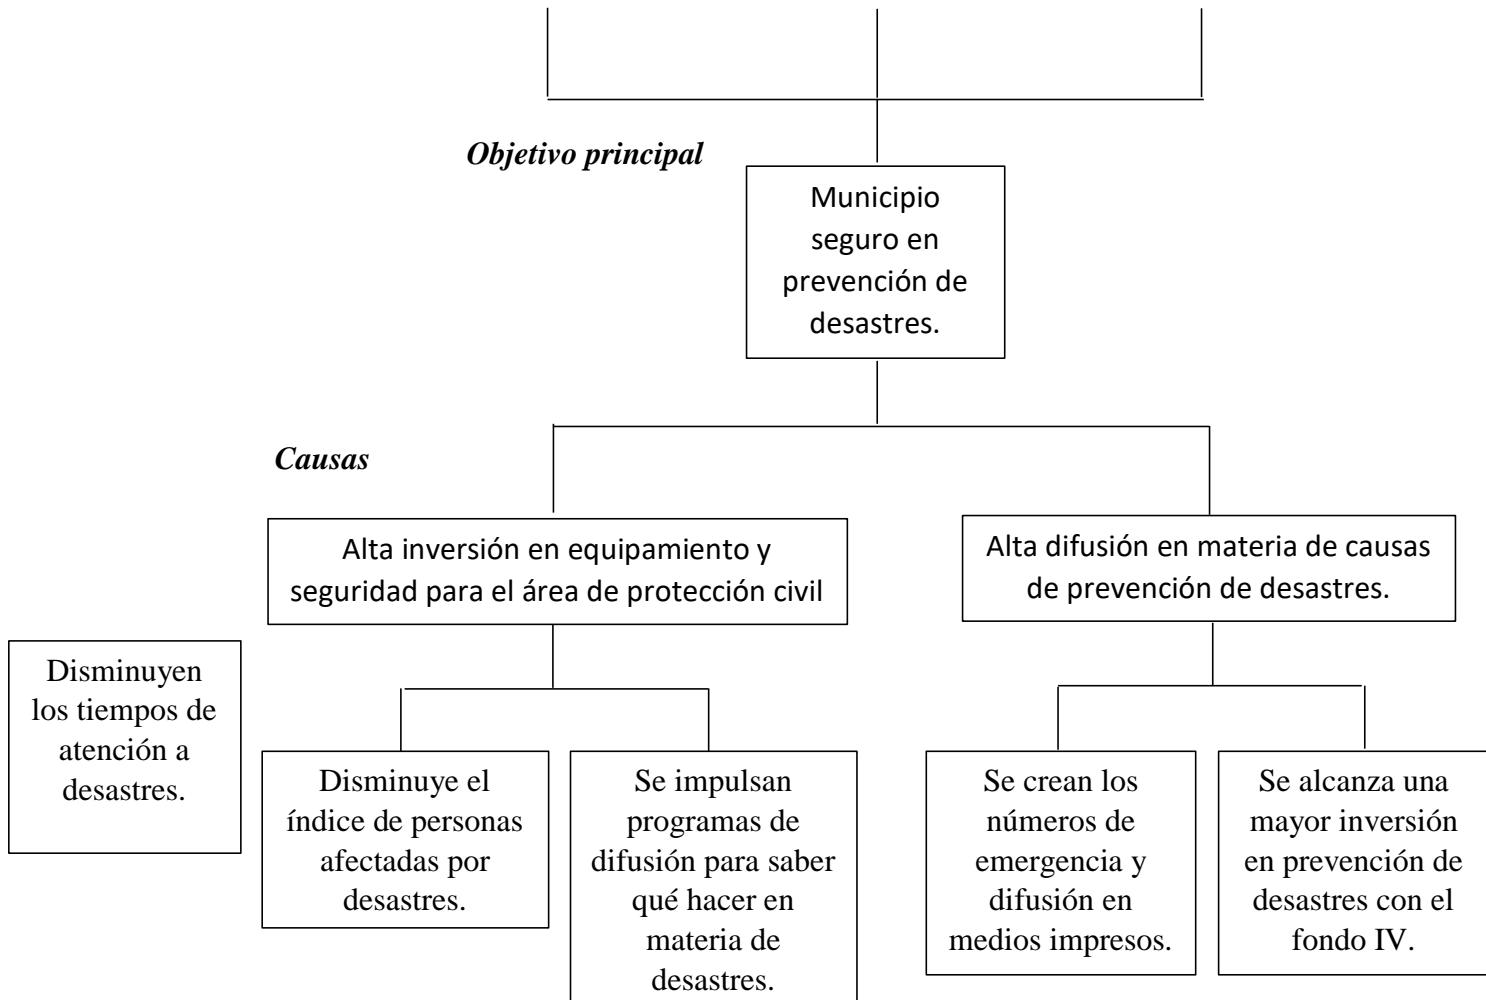 Objetivo principal
Municipio
seguro en
prevención de
desastres.
Causas
Alta inversión en equipamiento y
seguridad para el área de protección civil
Alta difusión en materia de causas
de prevención de desastres.
Disminuyen
los tiempos de
atención a
desastres.
Disminuye el
índice de personas
afectadas por
desastres.
Se impulsan
programas de
difusión para saber
qué hacer en
materia de
desastres.
Se crean los
números de
emergencia y
difusión en
medios impresos.
Se alcanza una
mayor inversión
en prevención de
desastres con el
fondo IV.